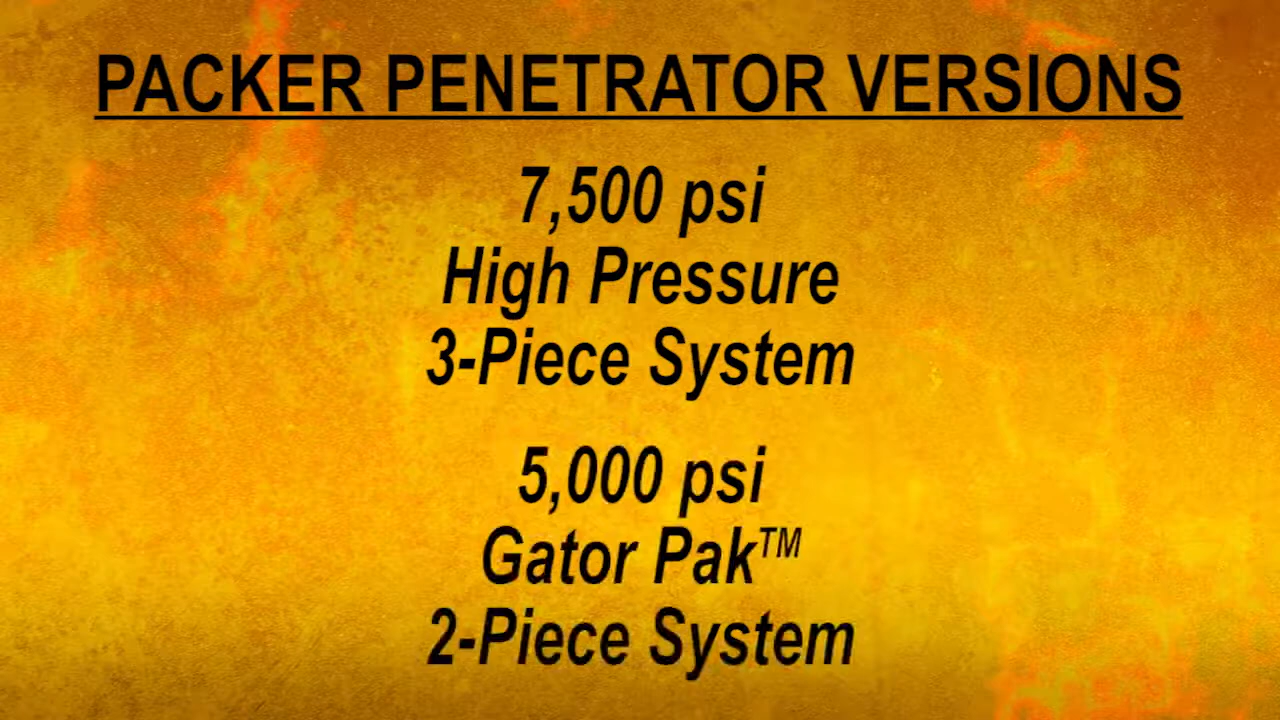 PACKER PENETRATOR VERSIONS
7,500 psi
High Pressure
3-Piece System
5,000 psi
Gator Pak™
2-Piece System